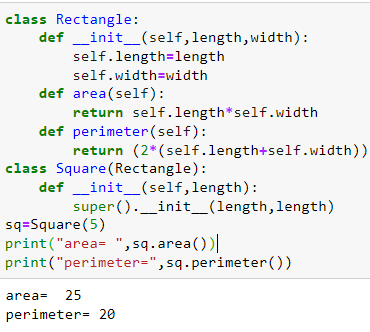 class Rectangle:
    def __init__(self,length,width):
        self.length=length
        self.width=width
    def area(self):
        return self.length*self.width
    def perimeter(self):
        return (2*(self.length+self.width))
class Square(Rectangle):
    def __init__(self,length):
        super().__init__(length,length)
sq=Square(5)
print("area= ",sq.area())
print("perimeter=",sq.perimeter())
area=  25
perimeter= 20